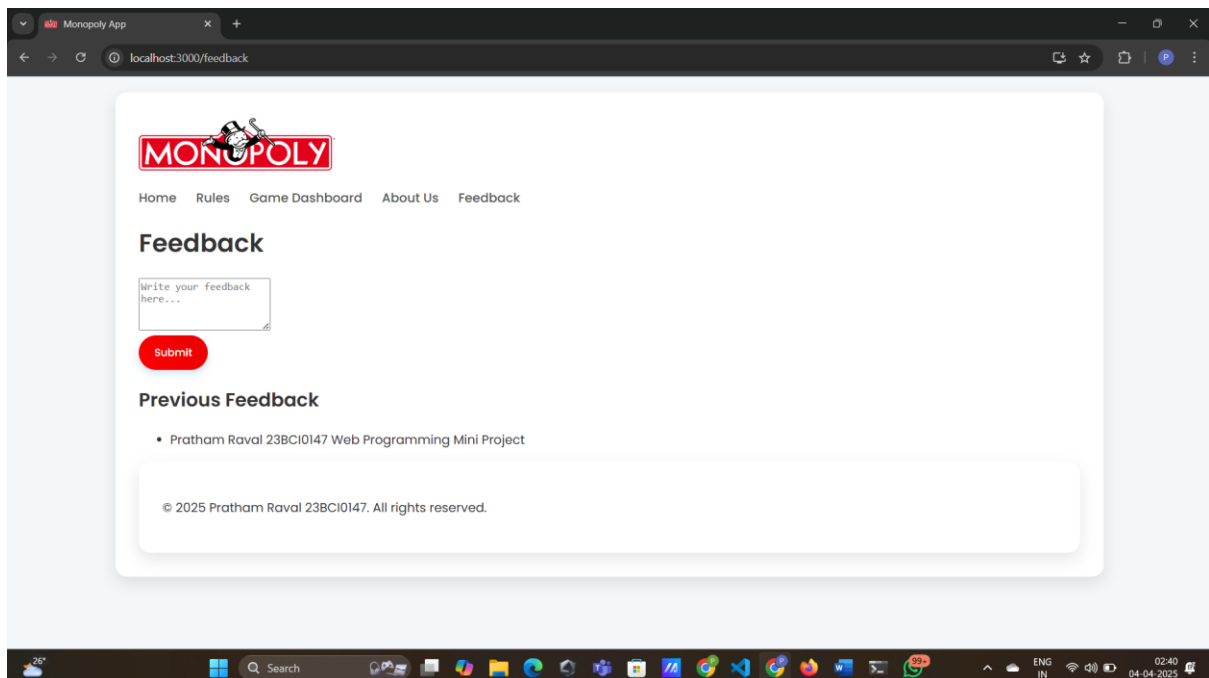 Monopoly App
localhost:3000/feedback
P
MONOPOLY
Home Rules Game Dashboard About Us Feedback
Feedback
Write your feedback
here...
Submit
Previous Feedback
• Pratham Raval 23BCI0147 Web Programming Mini Project
© 2025 Pratham Raval 23BCI0147. All rights reserved.
26°
Search
99+
ENG
IN
02:40
04-04-2025